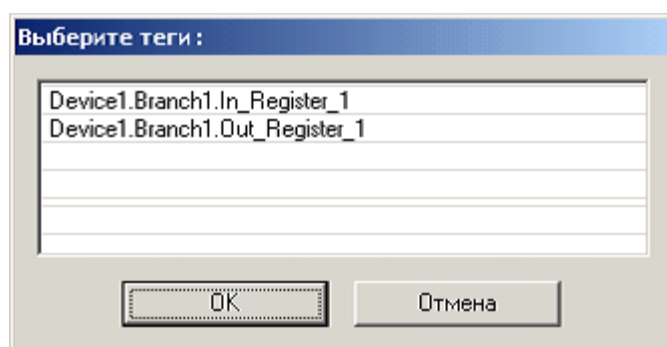 Выберите теги :
Device1.Branch1.In_Register_1
Device1.Branch1.Out_Register_1
OK
Отмена